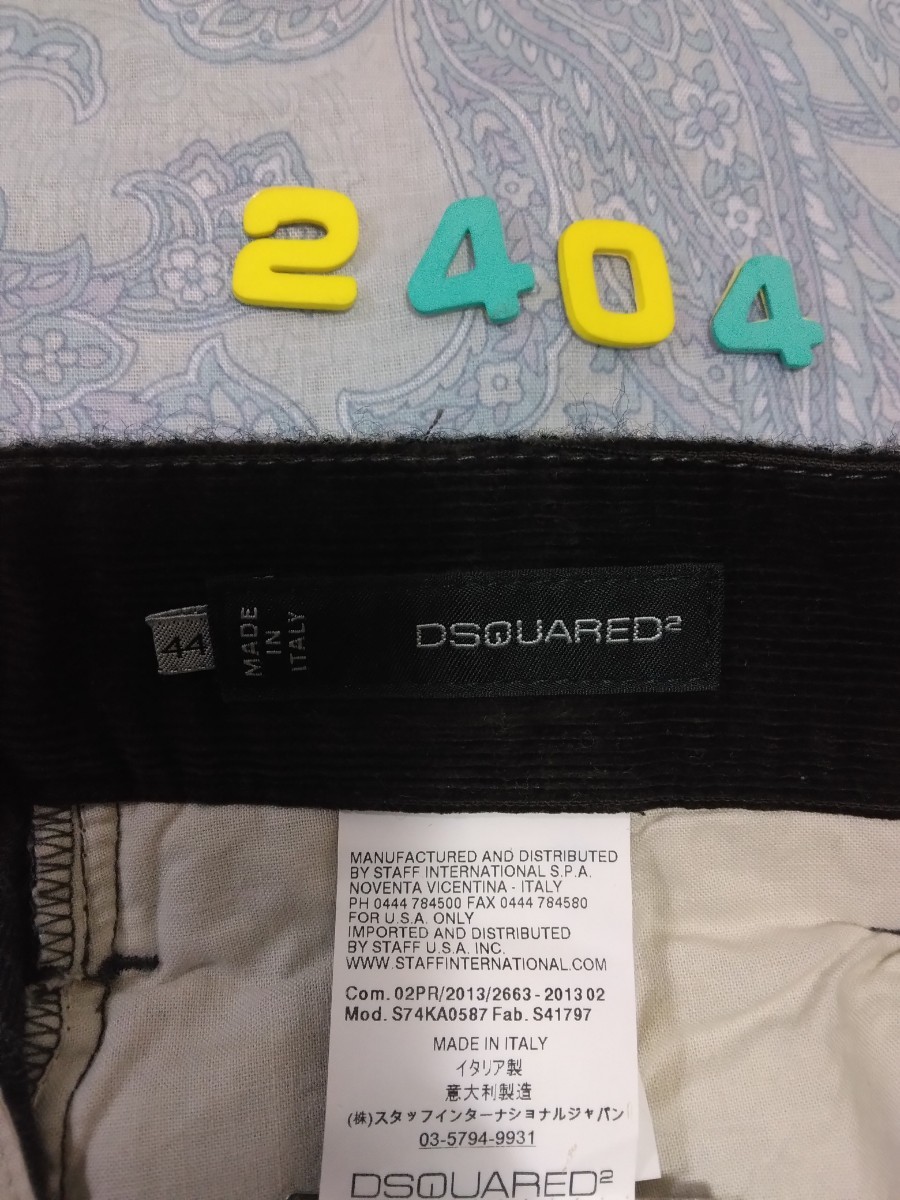 2404
44
MADE
IN
ITALY
DSQUARED2
MANUFACTURED AND DISTRIBUTED
BY STAFF INTERNATIONAL S.P.A.
NOVENTA VICENTINA - ITALY
PH 0444 784500 FAX 0444 784580
FOR U.S.A. ONLY
IMPORTED AND DISTRIBUTED
BY STAFF U.S.A. INC.
WWW.STAFFINTERNATIONAL.COM
Com. 02PR/2013/2663 - 2013 02
Mod. S74KA0587 Fab. S41797
MADE IN ITALY
イタリア製
意大利製造
(株)スタッフインターナショナルジャパン
03-5794-9931
DSQUARED2